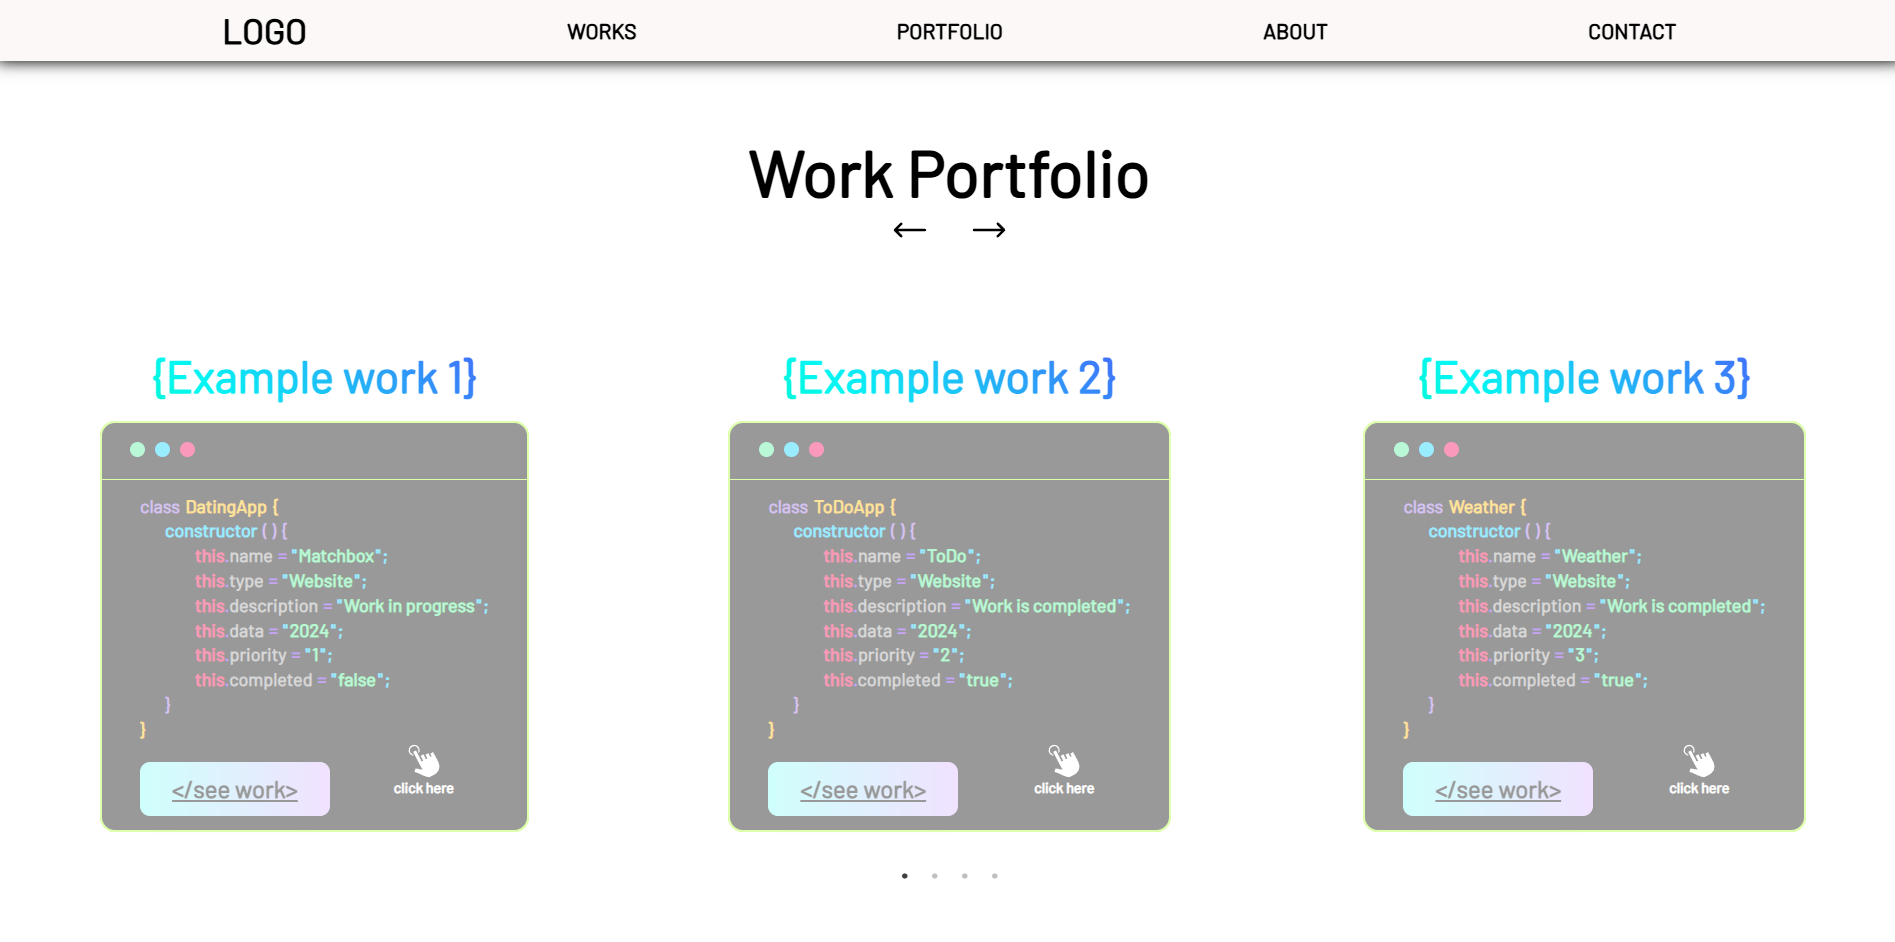 LOGO WORKS PORTFOLIO ABOUT CONTACT
Work Portfolio
{Example work 1}
class DatingApp {
constructor ( ) {
this.name = "Matchbox";
this.type = "Website";
this.description = "Work in progress";
this.data = "2024";
this.priority = "1";
this.completed = "false";
}
}
</see work>
click here
{Example work 2}
class ToDoApp {
constructor ( ) {
this.name = "ToDo";
this.type = "Website";
this.description = "Work is completed";
this.data = "2024";
this.priority = "2";
this.completed = "true";
}
}
</see work>
click here
{Example work 3}
class Weather {
constructor ( ) {
this.name = "Weather";
this.type = "Website";
this.description = "Work is completed";
this.data = "2024";
this.priority = "3";
this.completed = "true";
}
}
</see work>
click here